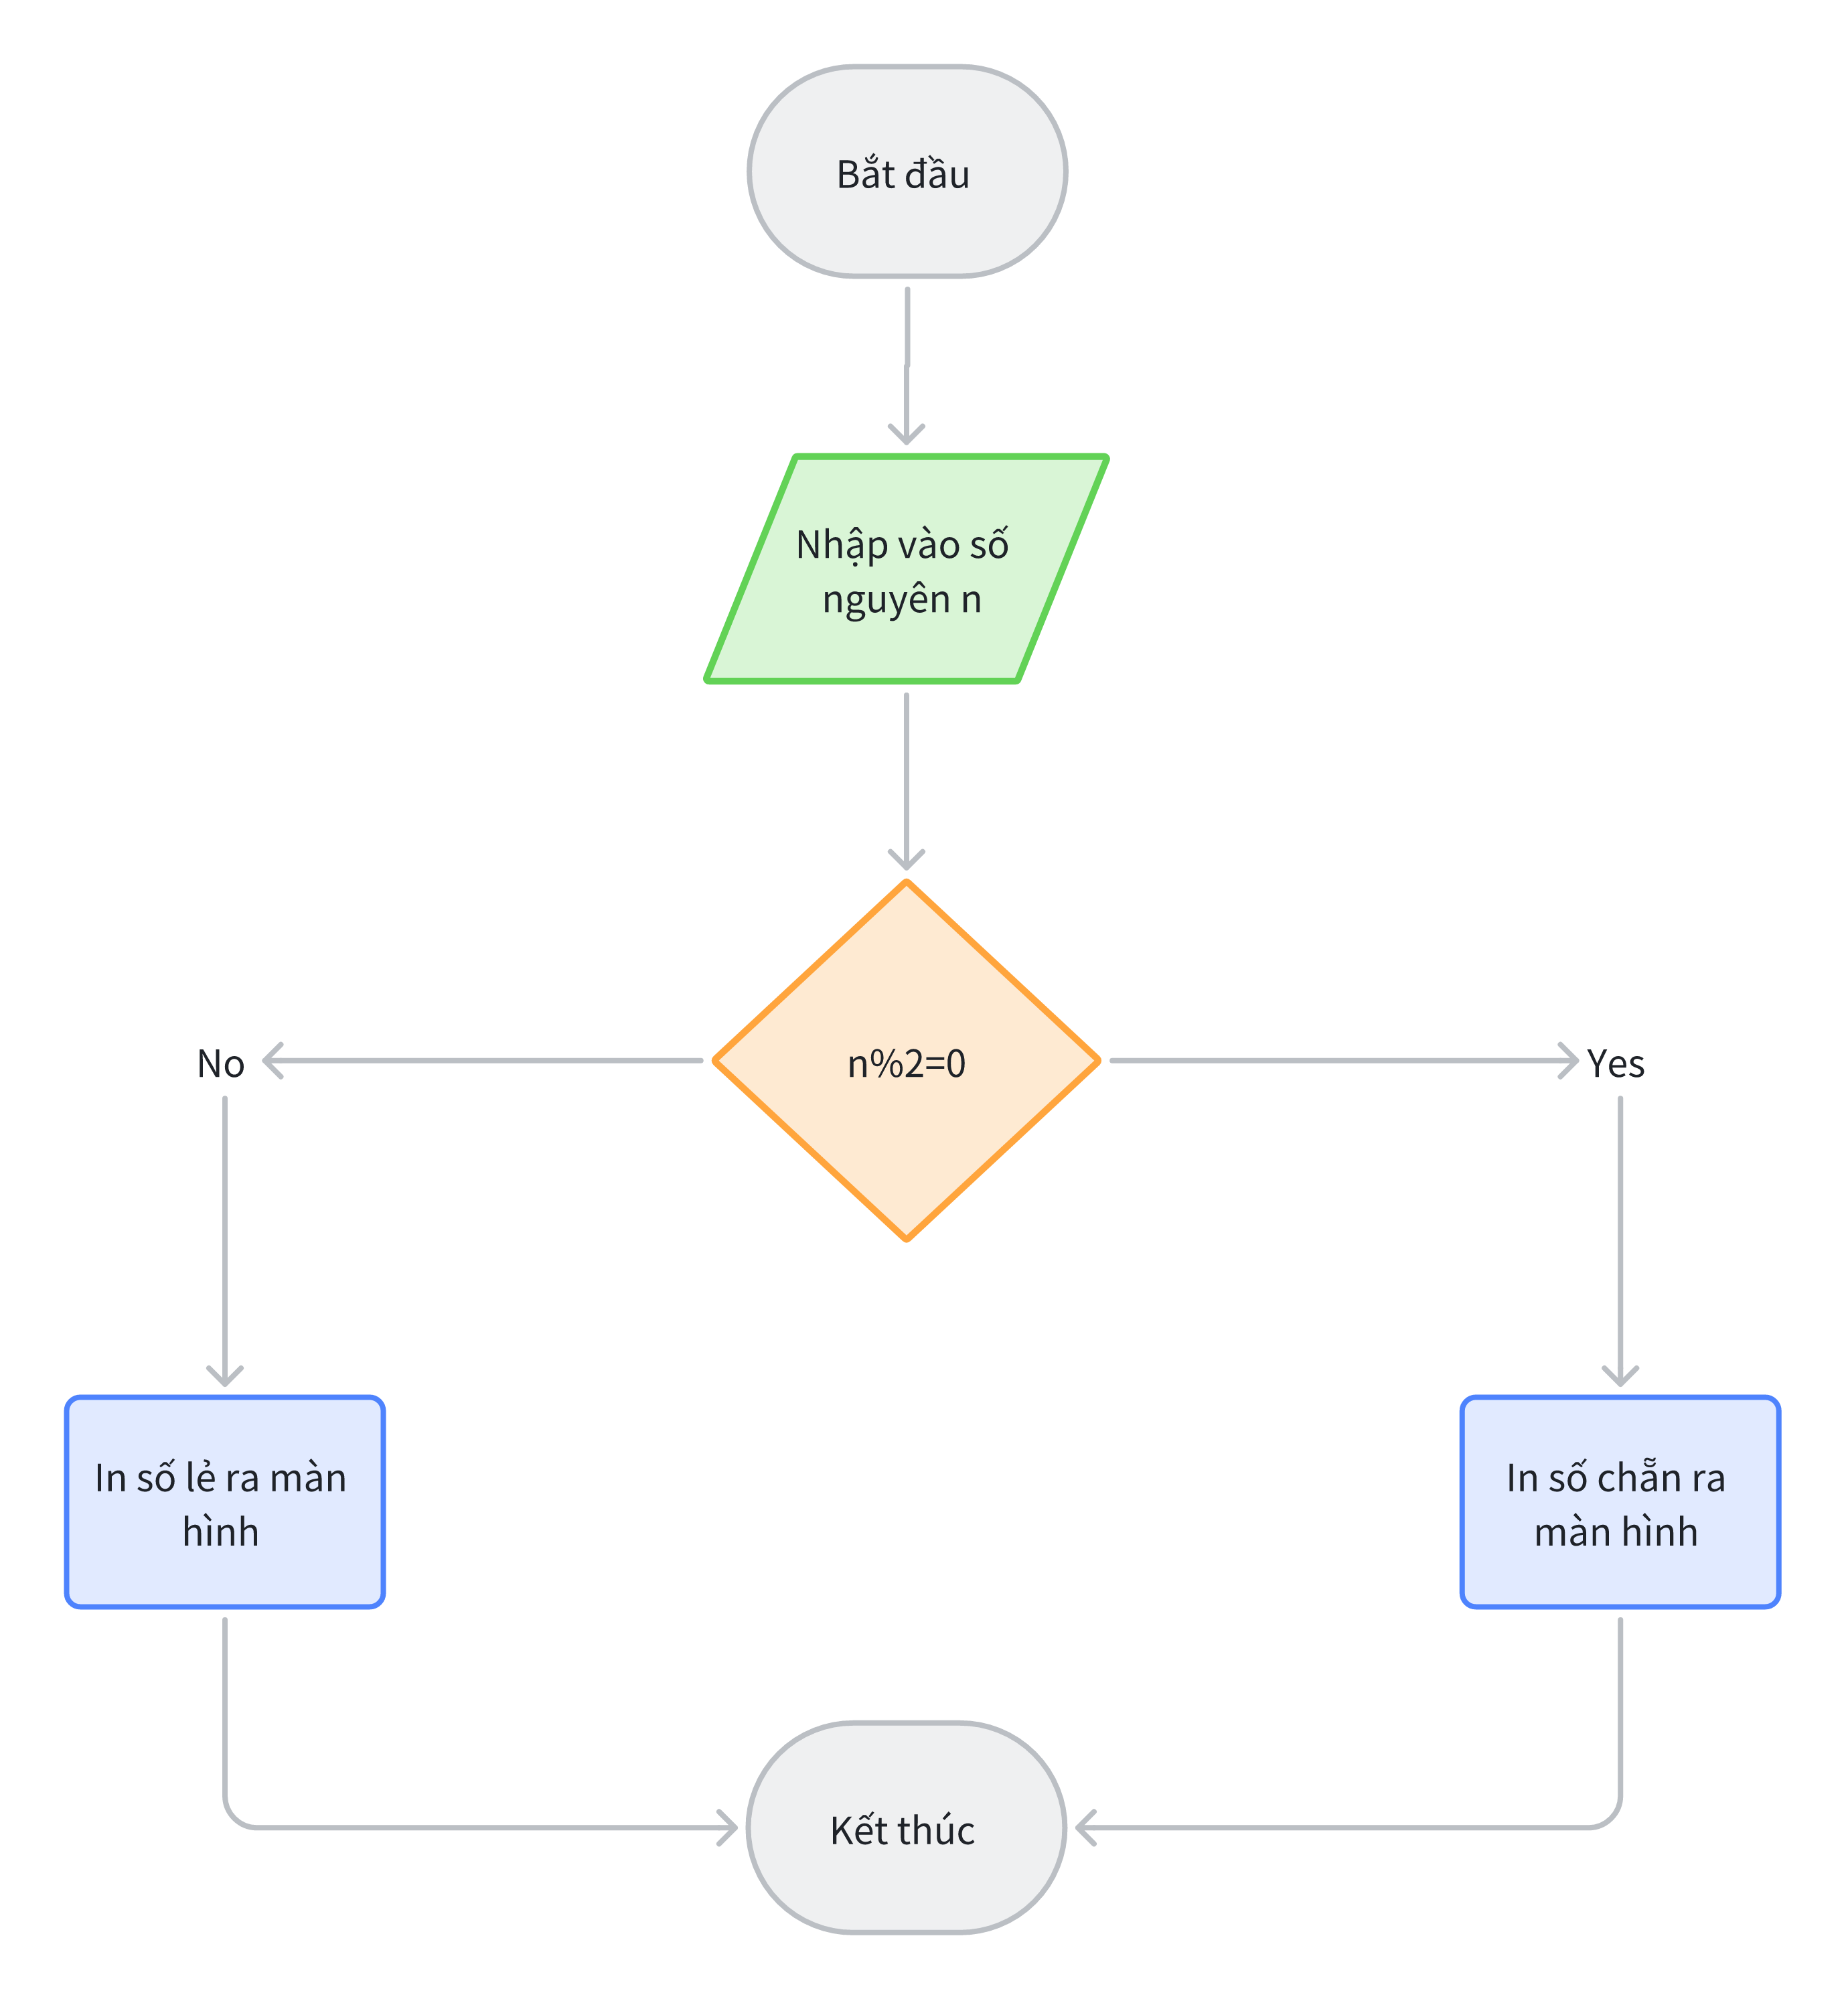 Bắt đầu
Nhập vào số
nguyên n
No
n%2=0
Yes
In số lẻ ra màn
hình
In số chẵn ra
màn hình
Kết thúc